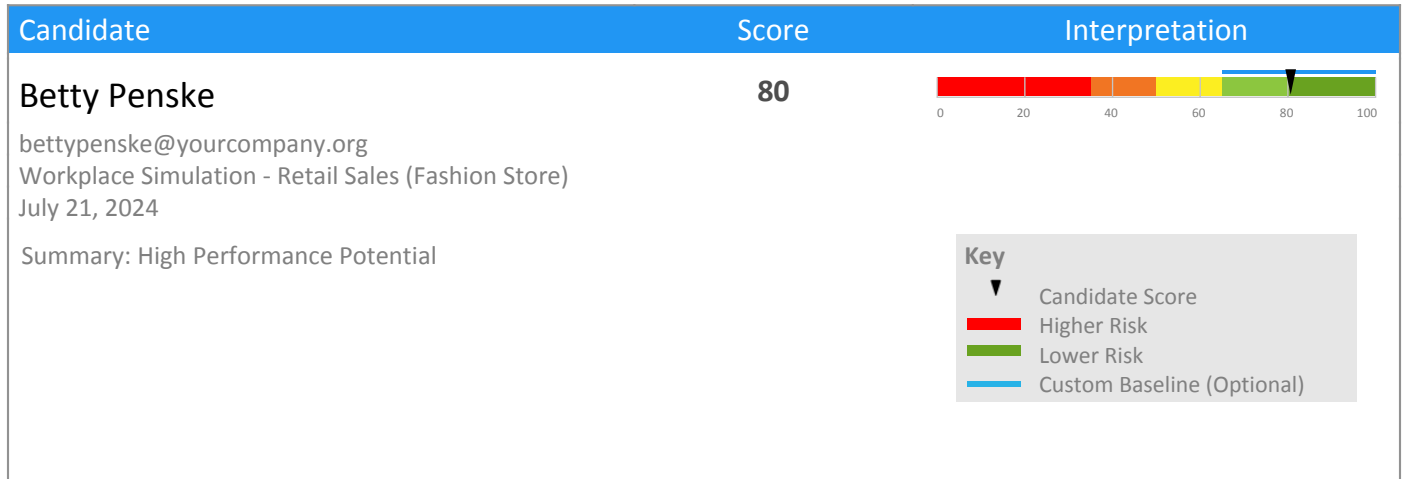 Candidate Score Interpretation
Betty Penske 80
0 20 40 60 80 100
bettypenske@yourcompany.org
Workplace Simulation - Retail Sales (Fashion Store)
July 21, 2024
Summary: High Performance Potential
Key
Candidate Score
Higher Risk
Lower Risk
Custom Baseline (Optional)